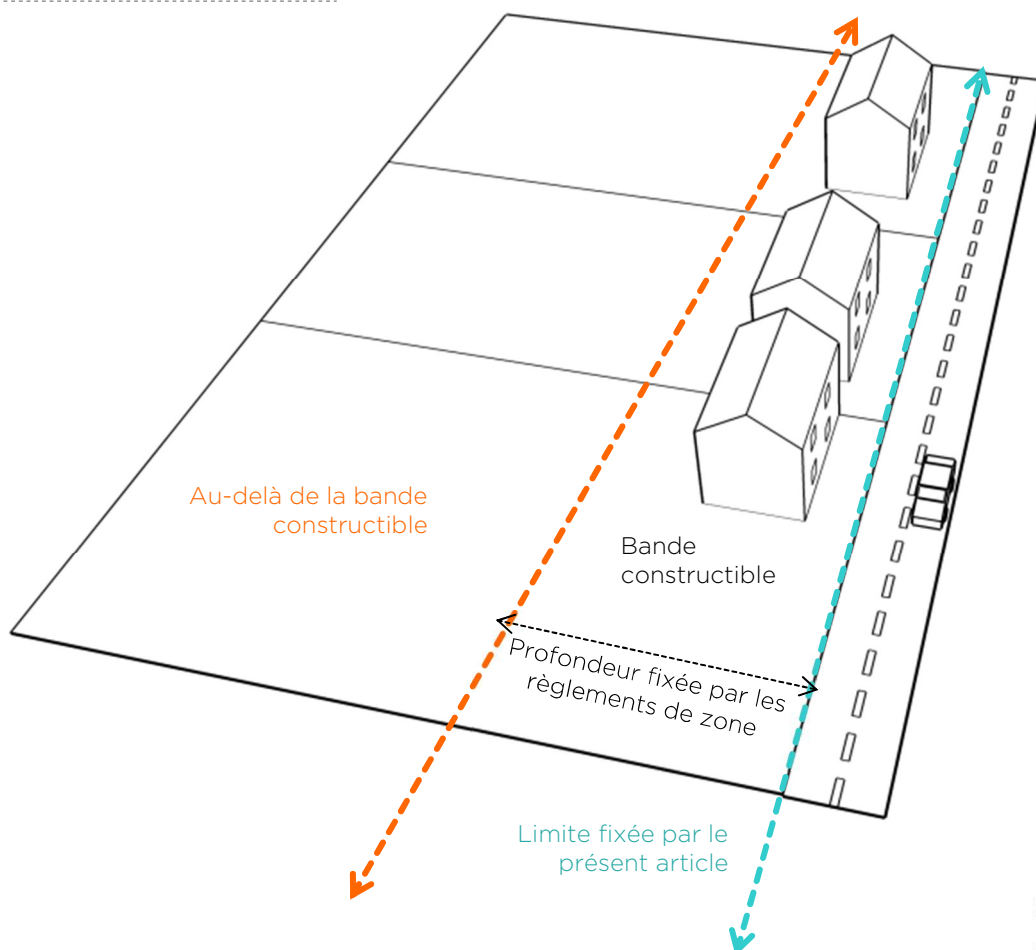 Au-delà de la bande
constructible
Bande
constructible
Profondeur fixée par les
règlements de zone
Limite fixée par le
présent article